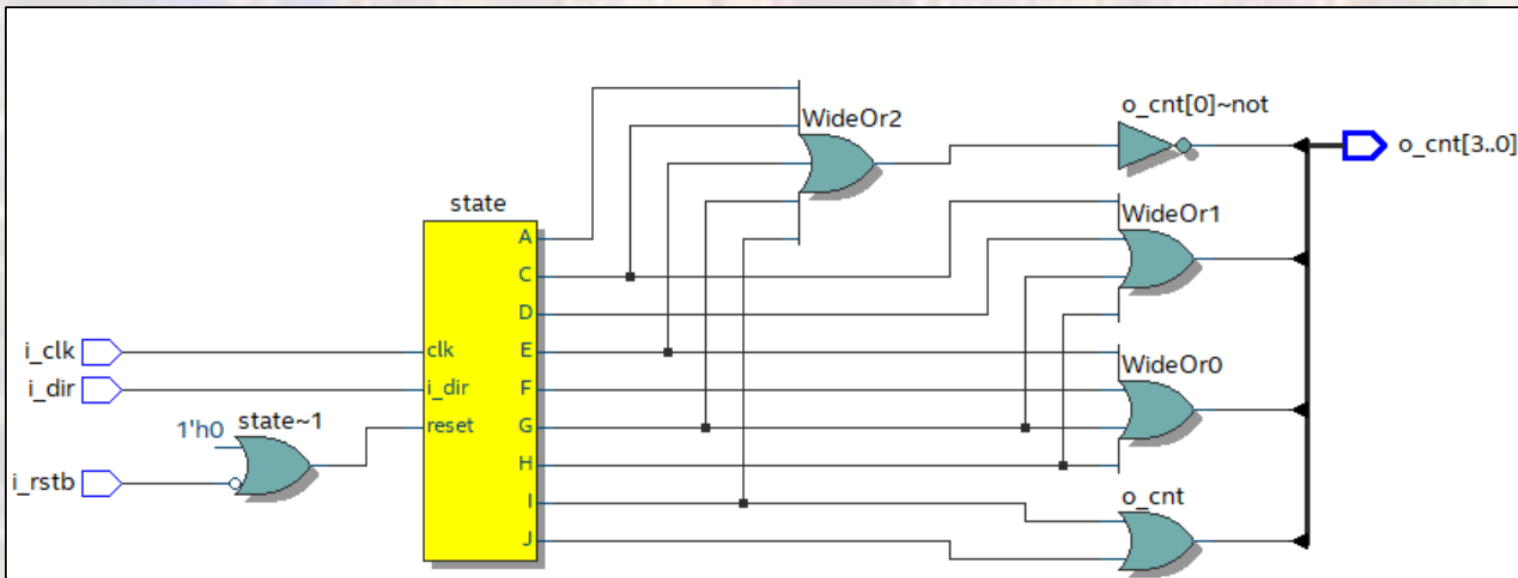 o_cnt[0]~not
WideOr2
o_cnt[3..0]
state
WideOr1
A
C
D
i_clk
clk
E
WideOr0
i_dir
i_dir
F
1'h0
state~1
reset
G
H
i_rstb
I
o_cnt
J